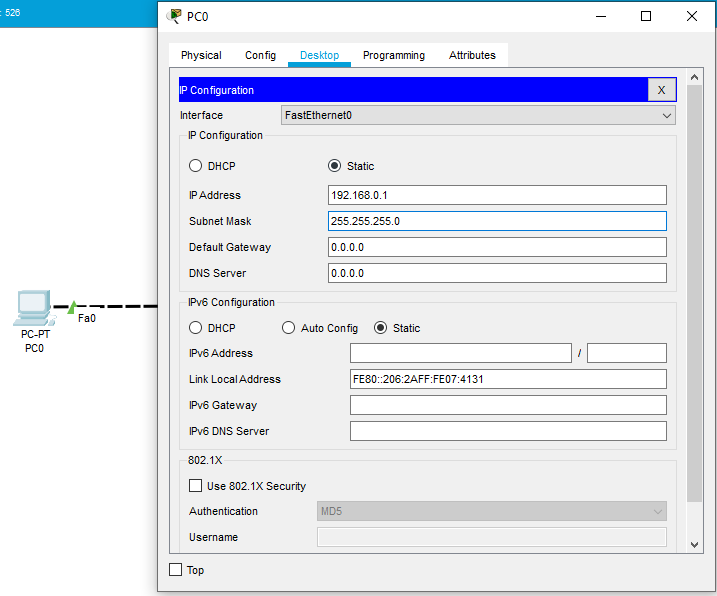 : 526
PC0
Physical Config Desktop Programming Attributes
IP Configuration X
Interface FastEthernet0
IP Configuration
DHCP Static
IP Address 192.168.0.1
Subnet Mask 255.255.255.0
Default Gateway 0.0.0.0
DNS Server 0.0.0.0
IPv6 Configuration
DHCP Auto Config Static
IPv6 Address /
Link Local Address FE80::206:2AFF:FE07:4131
IPv6 Gateway
IPv6 DNS Server
802.1X
Use 802.1X Security
Authentication MD5
Username
Top
Fa0
PC-PT
PC0